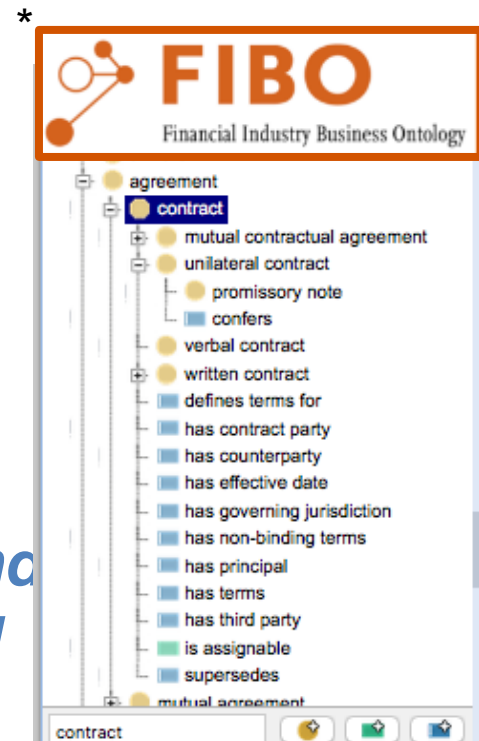 *
FIBO
Financial Industry Business Ontology
agreement
contract
mutual contractual agreement
unilateral contract
promissory note
confers
verbal contract
written contract
defines terms for
has contract party
has counterparty
has effective date
has governing jurisdiction
has non-binding terms
has principal
has terms
has third party
is assignable
supersedes
mutual agreement
contract